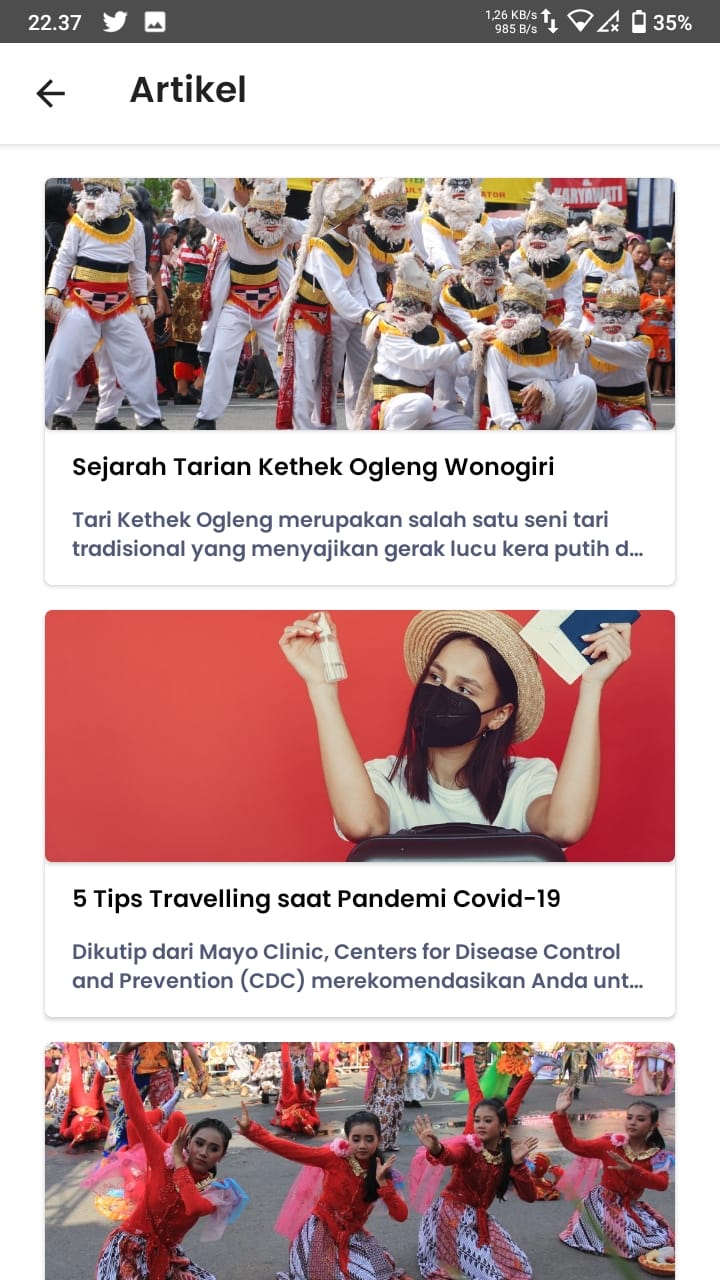 22.37
1,26 KB/s
985 B/s
35%
Artikel
KARYAWATI
Sejarah Tarian Kethek Ogleng Wonogiri
Tari Kethek Ogleng merupakan salah satu seni tari
tradisional yang menyajikan gerak lucu kera putih d...
5 Tips Travelling saat Pandemi Covid-19
Dikutip dari Mayo Clinic, Centers for Disease Control
and Prevention (CDC) merekomendasikan Anda unt...